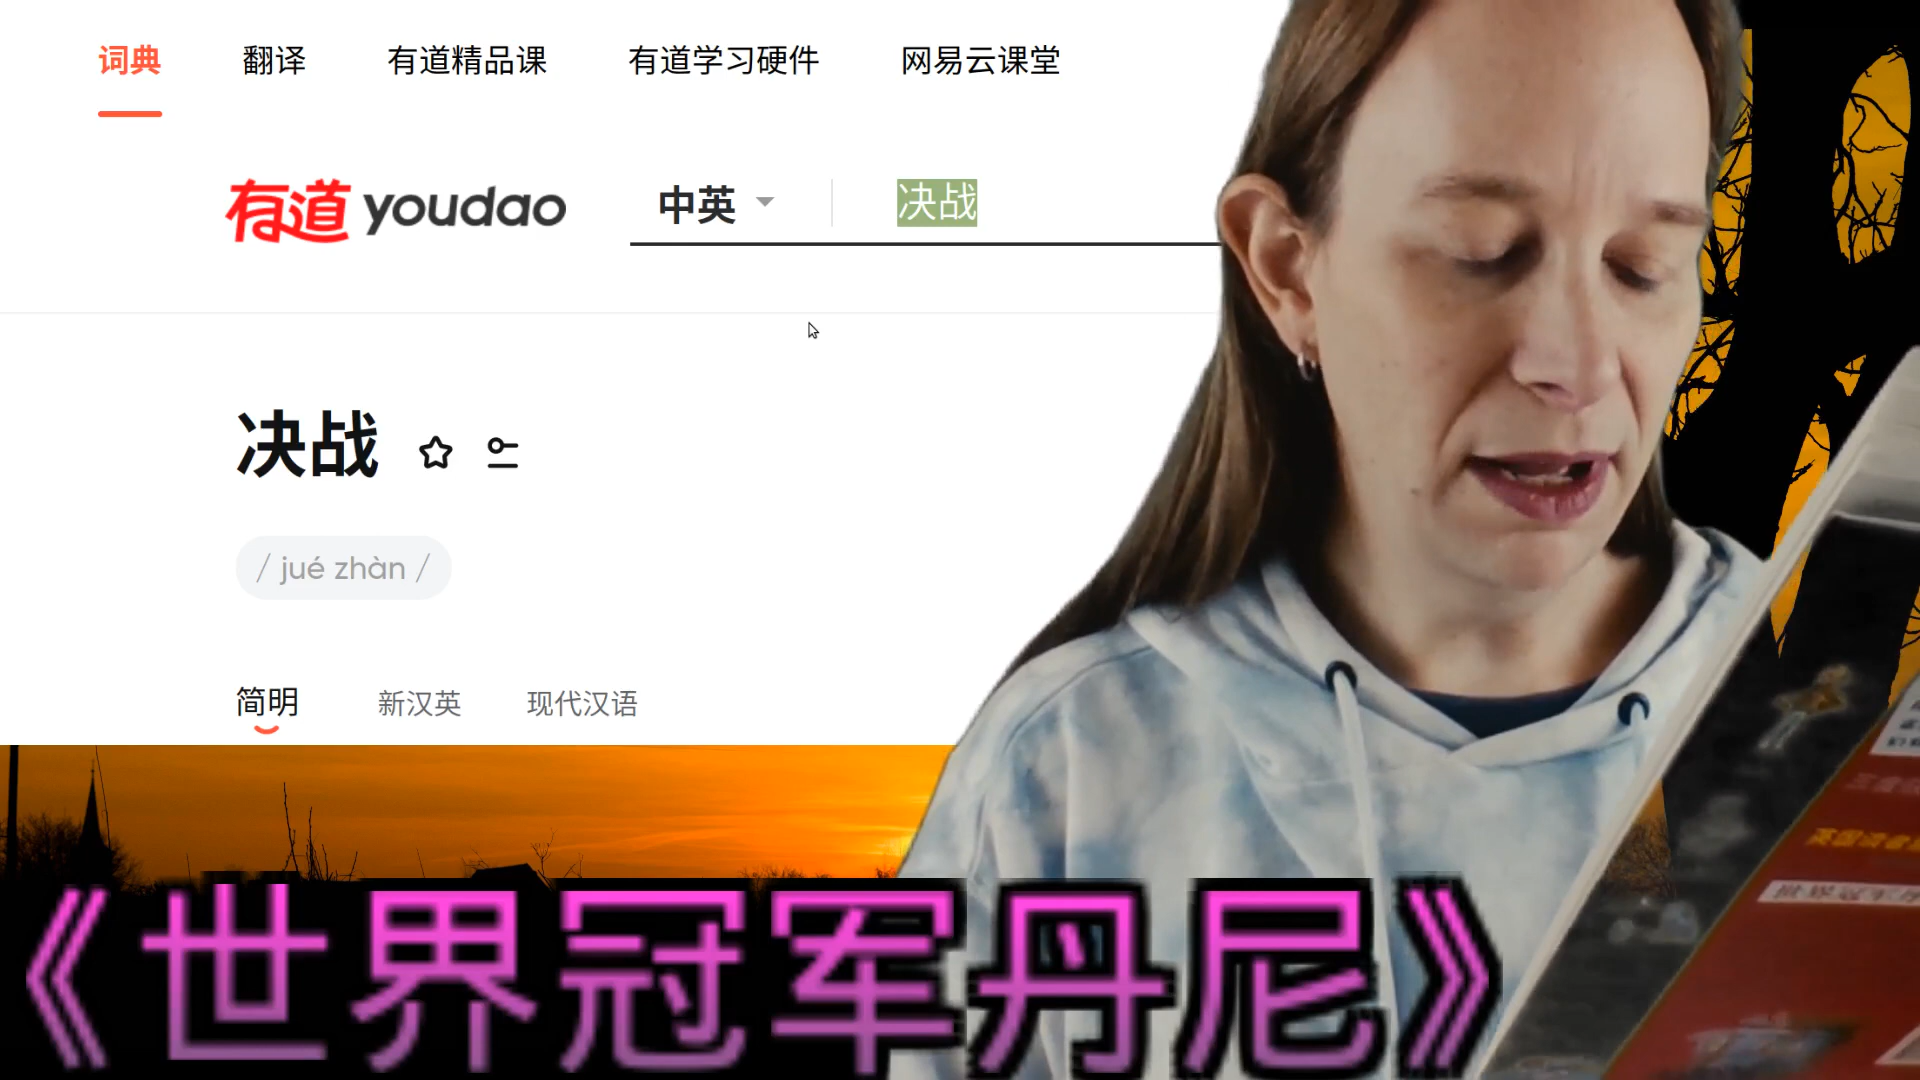 词典 翻译 有道精品课 有道学习硬件 网易云课堂
有道 youdao 中英 决战
决战
/ jué zhàn /
简明 新汉英 现代汉语
《世界冠军丹尼》